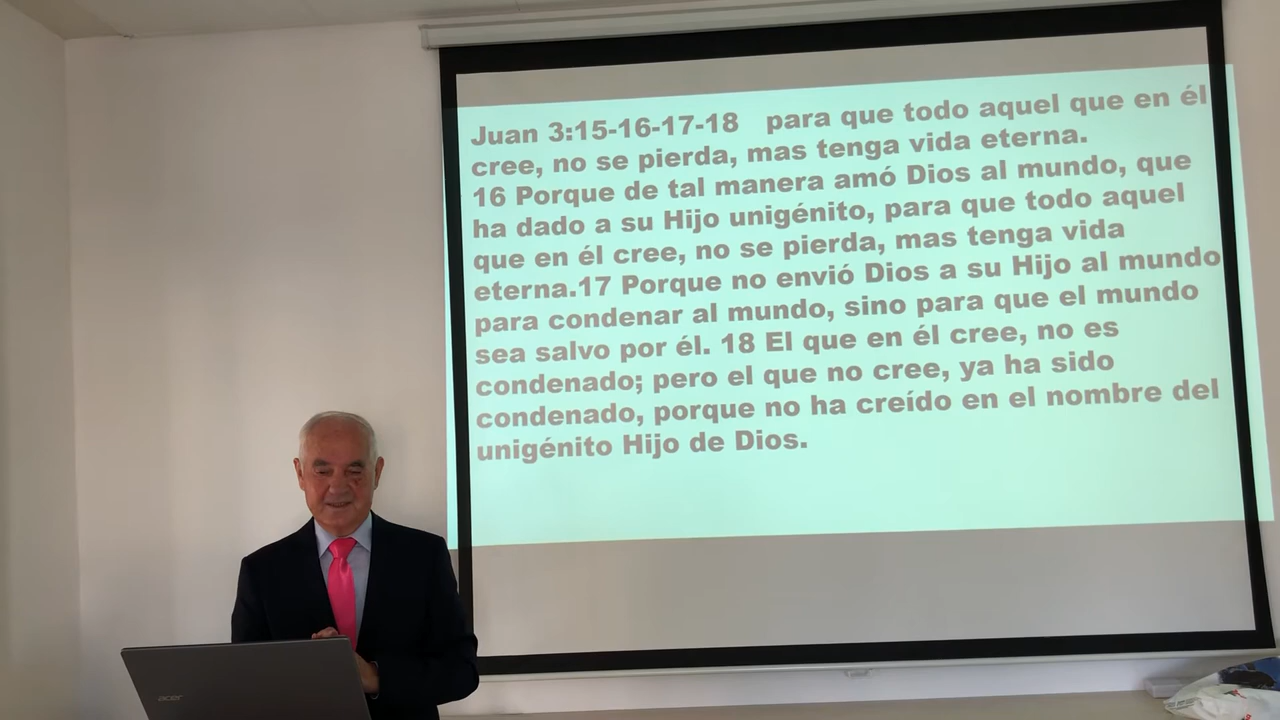 Juan 3:15-16-17-18 para que todo aquel que en él
cree, no se pierda, mas tenga vida eterna.
16 Porque de tal manera amó Dios al mundo, que
ha dado a su Hijo unigénito, para que todo aquel
que en él cree, no se pierda, mas tenga vida
eterna.17 Porque no envió Dios a su Hijo al mundo
para condenar al mundo, sino para que el mundo
sea salvo por él. 18 El que en él cree, no es
condenado; pero el que no cree, ya ha sido
condenado, porque no ha creído en el nombre del
unigénito Hijo de Dios.
acer